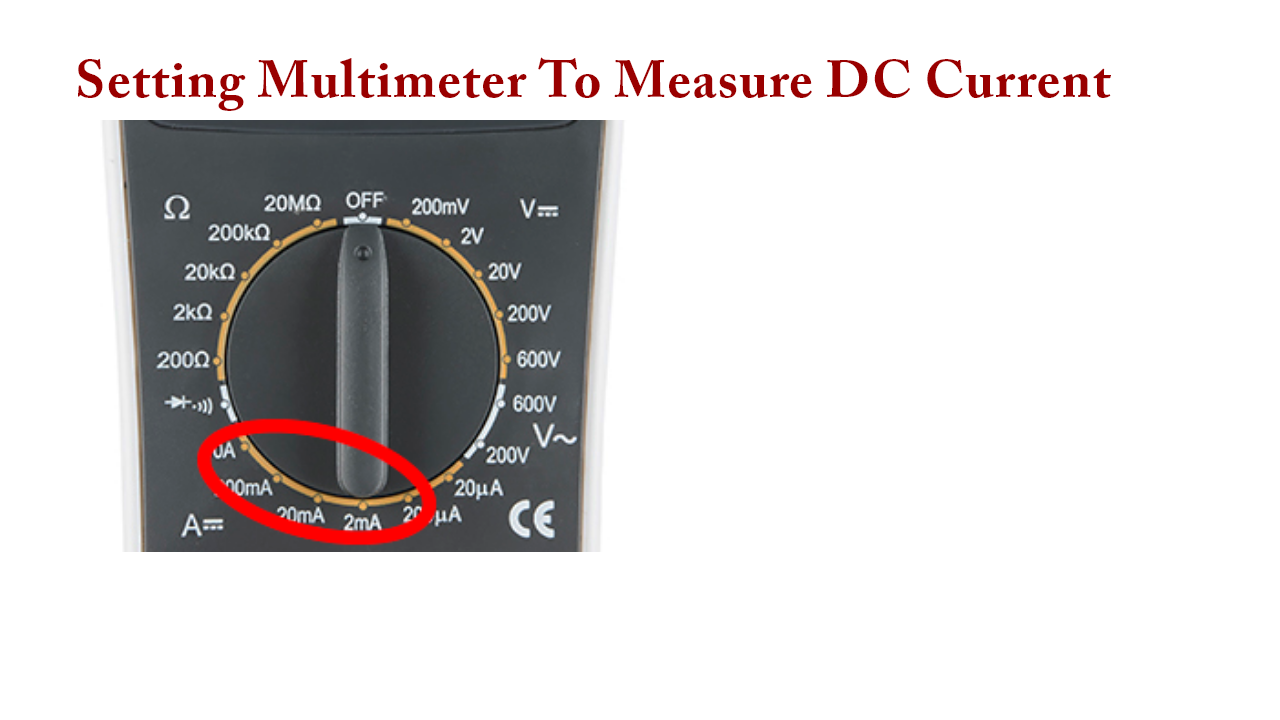 Setting Multimeter To Measure DC Current
Ω 20MΩ OFF 200mV V⎓
200kΩ 2V
20kΩ 20V
2kΩ 200V
200Ω 600V
600V
V~
200V
20µA
20mA 2mA
A⎓ CE